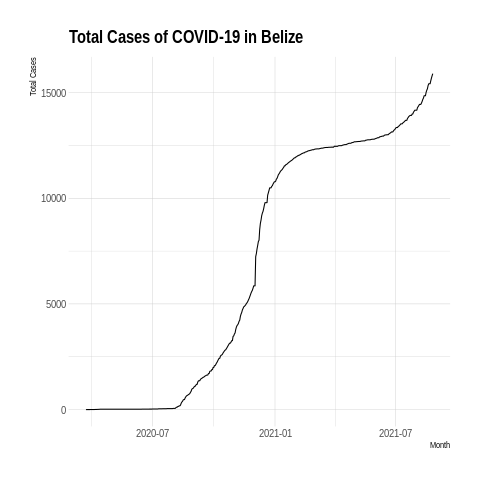 Total Cases of COVID-19 in Belize
Total Cases
15000
10000
5000
0
2020-07
2021-01
2021-07
Month